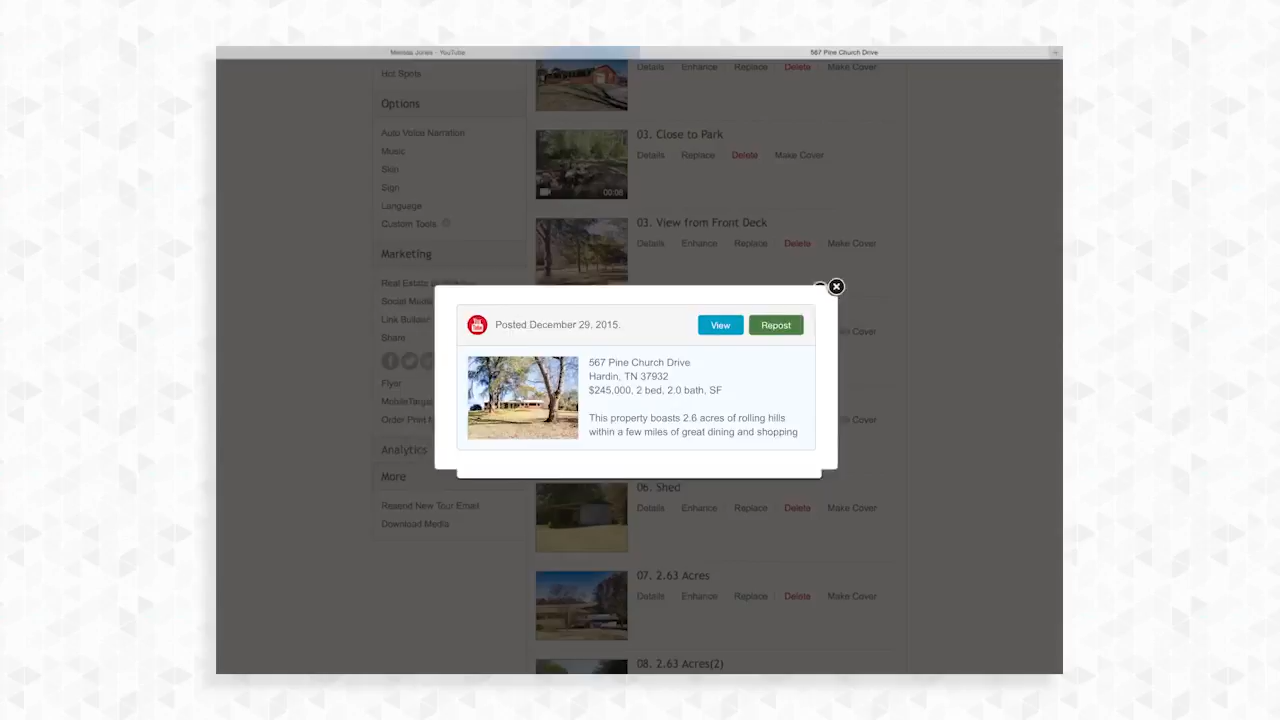 Melissa Jones - YouTube
567 Pine Church Drive
Hot Spots
Options
Auto Voice Narration
Music
Skin
Sign
Language
Custom Tools
Marketing
Real Estate
Social Media
Link Builder
Share
Flyer
Order Print
Analytics
More
Resend New Tour Email
Download Media
Details Enhance Replace Delete Make Cover
03. Close to Park
Details Replace Delete Make Cover
00:08
03. View from Front Deck
Details Enhance Replace Delete Make Cover
You Tube
Posted December 29, 2015.
View
Repost
567 Pine Church Drive
Hardin, TN 37932
$245,000, 2 bed, 2.0 bath, SF
This property boasts 2.6 acres of rolling hills
within a few miles of great dining and shopping
06. Shed
Details Enhance Replace Delete Make Cover
07. 2.63 Acres
Details Enhance Replace Delete Make Cover
08. 2.63 Acres(2)